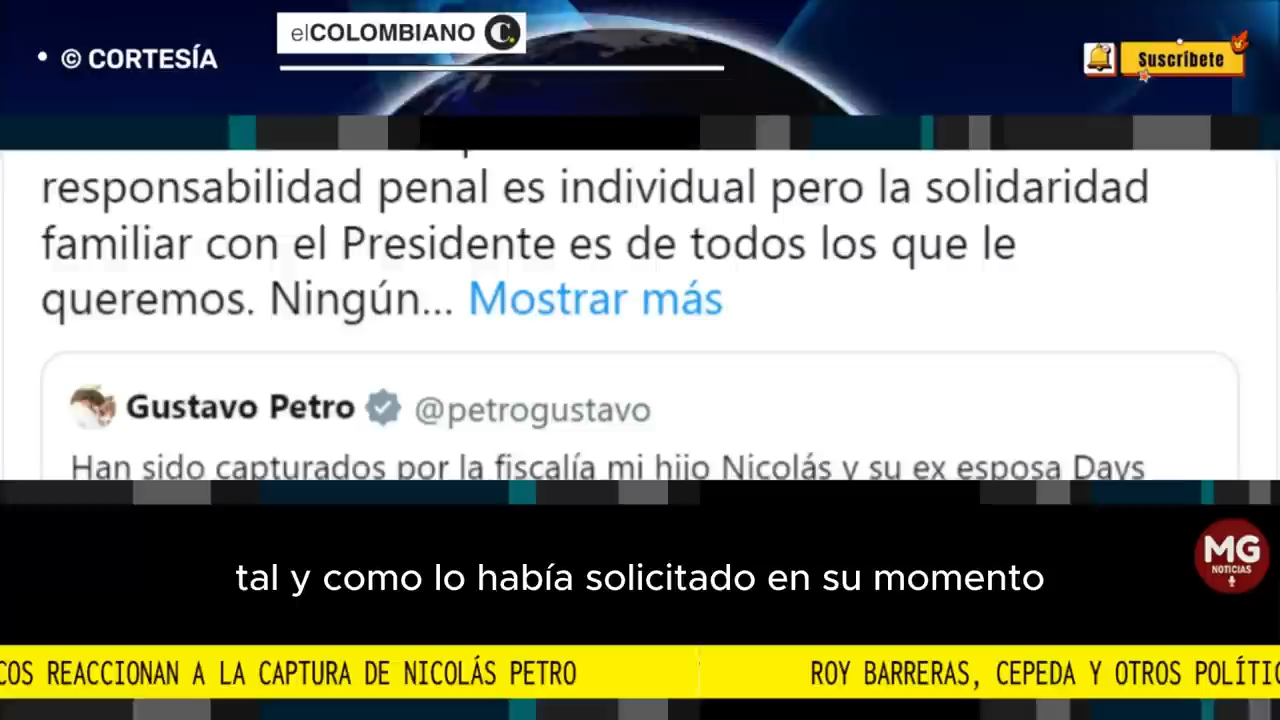 • © CORTESÍA
elCOLOMBIANO C.
Suscríbete
responsabilidad penal es individual pero la solidaridad
familiar con el Presidente es de todos los que le
queremos. Ningún... Mostrar más
Gustavo Petro @petrogustavo
Han sido capturados por la fiscalía mi hijo Nicolás y su ex esposa Days
MG
NOTICIAS
tal y como lo había solicitado en su momento
COS REACCIONAN A LA CAPTURA DE NICOLÁS PETRO
ROY BARRERAS, CEPEDA Y OTROS POLÍTIC